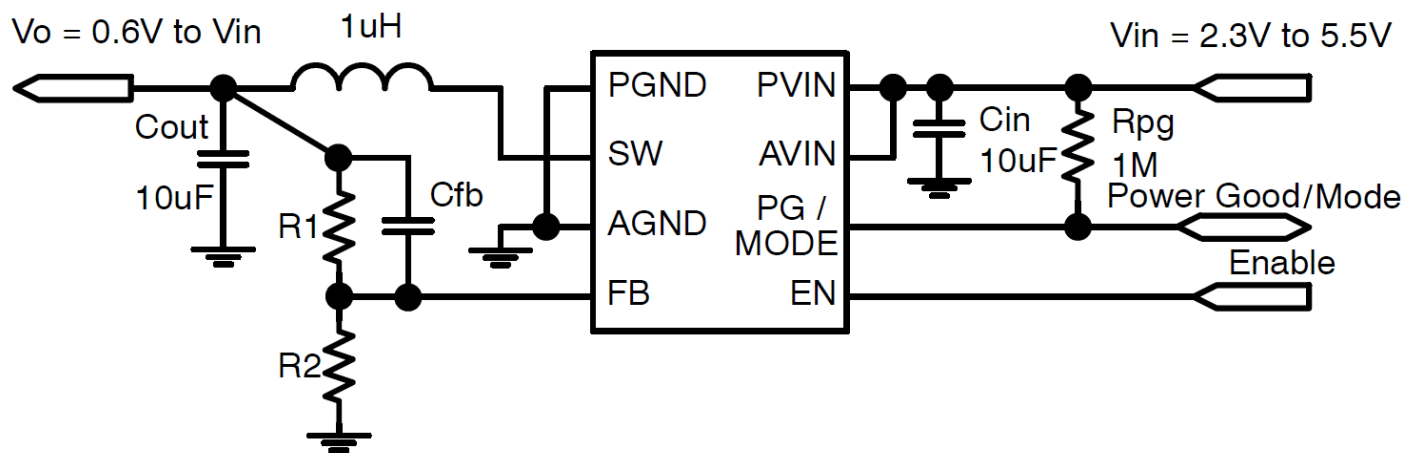 Vo = 0.6V to Vin
1uH
Vin = 2.3V to 5.5V
PGND
PVIN
Cout
10uF
SW
AVIN
Cin
10uF
Rpg
1M
Cfb
R1
AGND
PG /
MODE
Power Good/Mode
FB
EN
Enable
R2